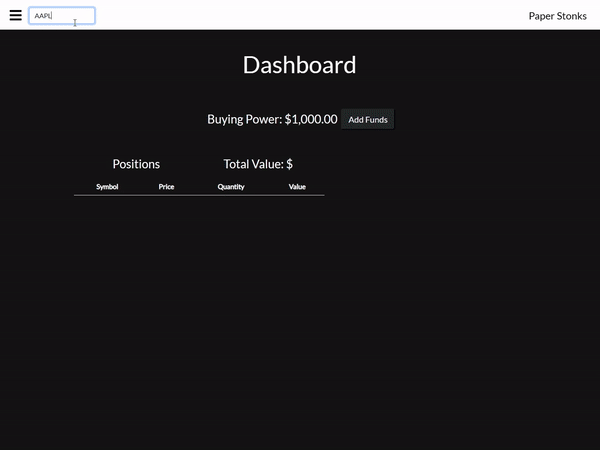 AAPL
Paper Stonks
Dashboard
Buying Power: $1,000.00 Add Funds
Positions Total Value: $
Symbol Price Quantity Value